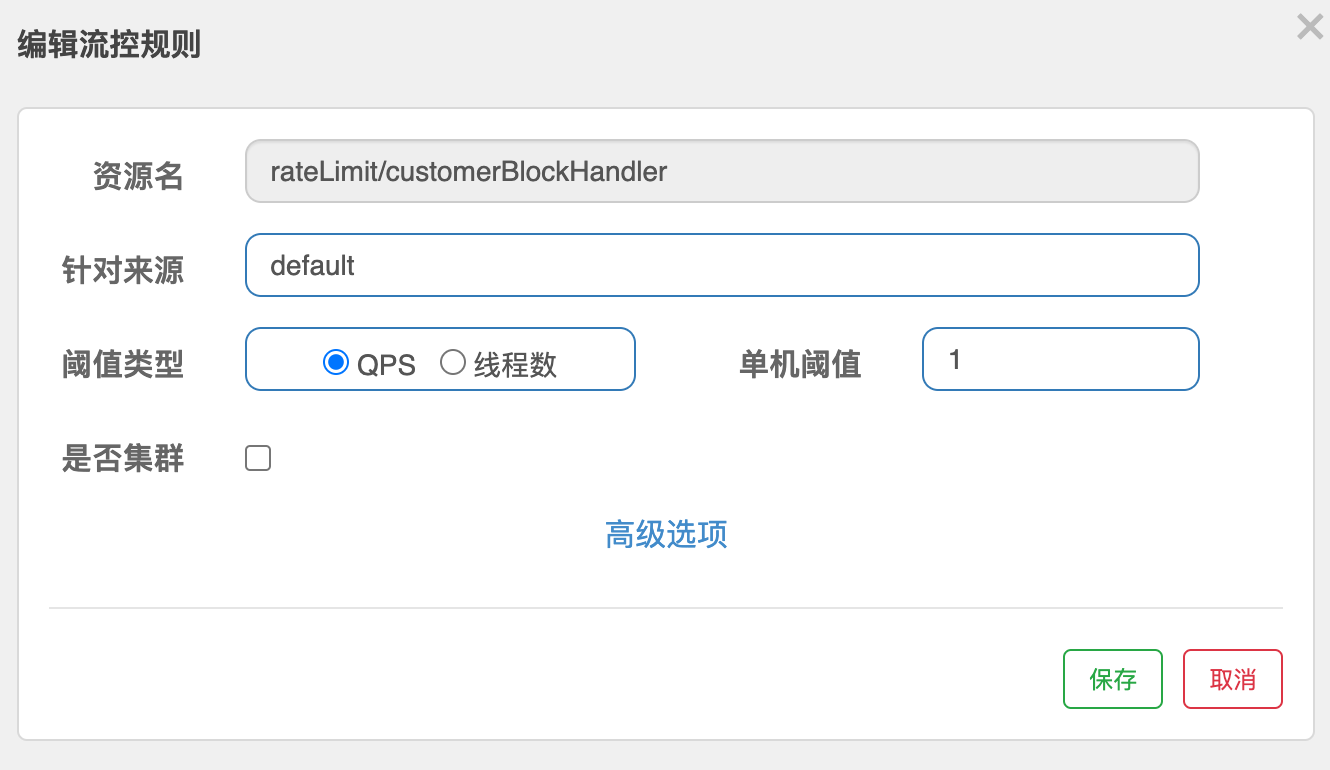 编辑流控规则
资源名 rateLimit/customerBlockHandler
针对来源 default
阈值类型 QPS 线程数 单机阈值 1
是否集群
高级选项
保存 取消